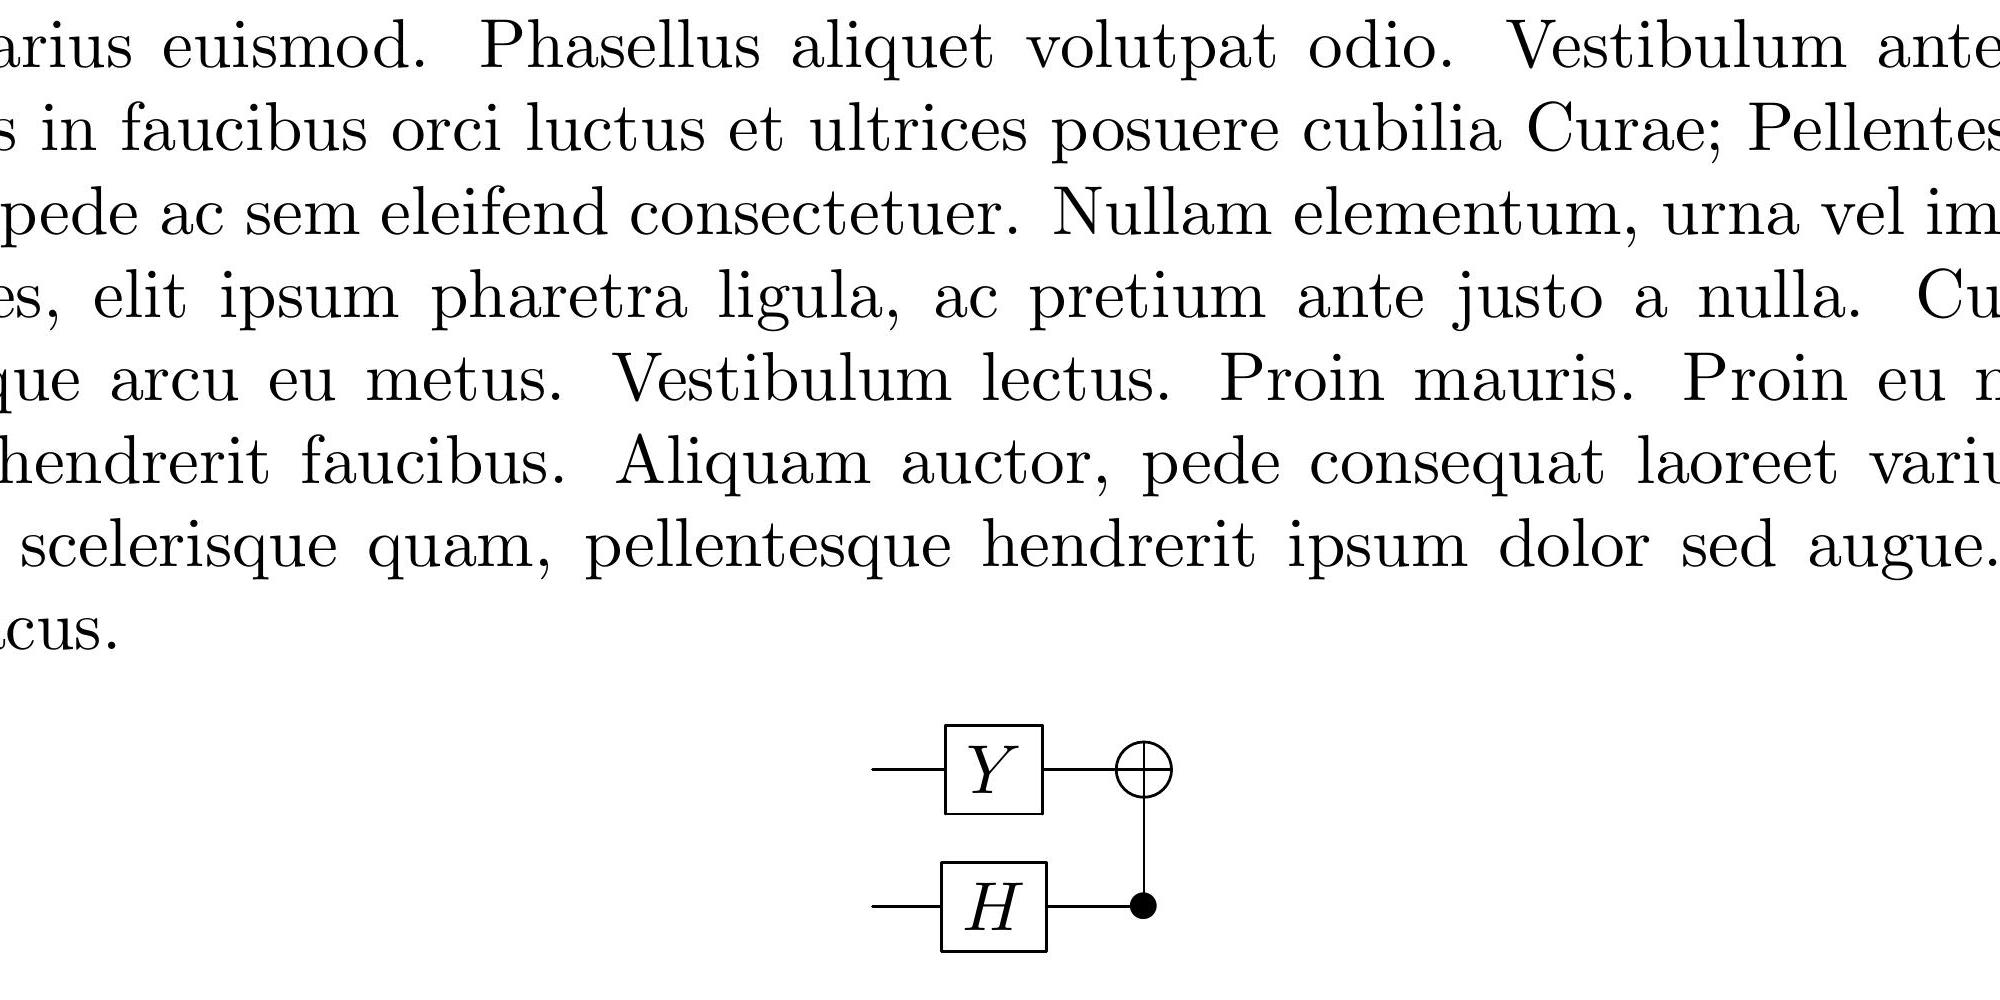 arius euismod. Phasellus aliquet volutpat odio. Vestibulum ante
s in faucibus orci luctus et ultrices posuere cubilia Curae; Pellentes
pede ac sem eleifend consectetuer. Nullam elementum, urna vel im
es, elit ipsum pharetra ligula, ac pretium ante justo a nulla. Cu
que arcu eu metus. Vestibulum lectus. Proin mauris. Proin eu n
hendrerit faucibus. Aliquam auctor, pede consequat laoreet variu
scelerisque quam, pellentesque hendrerit ipsum dolor sed augue.
cus.
Y
H